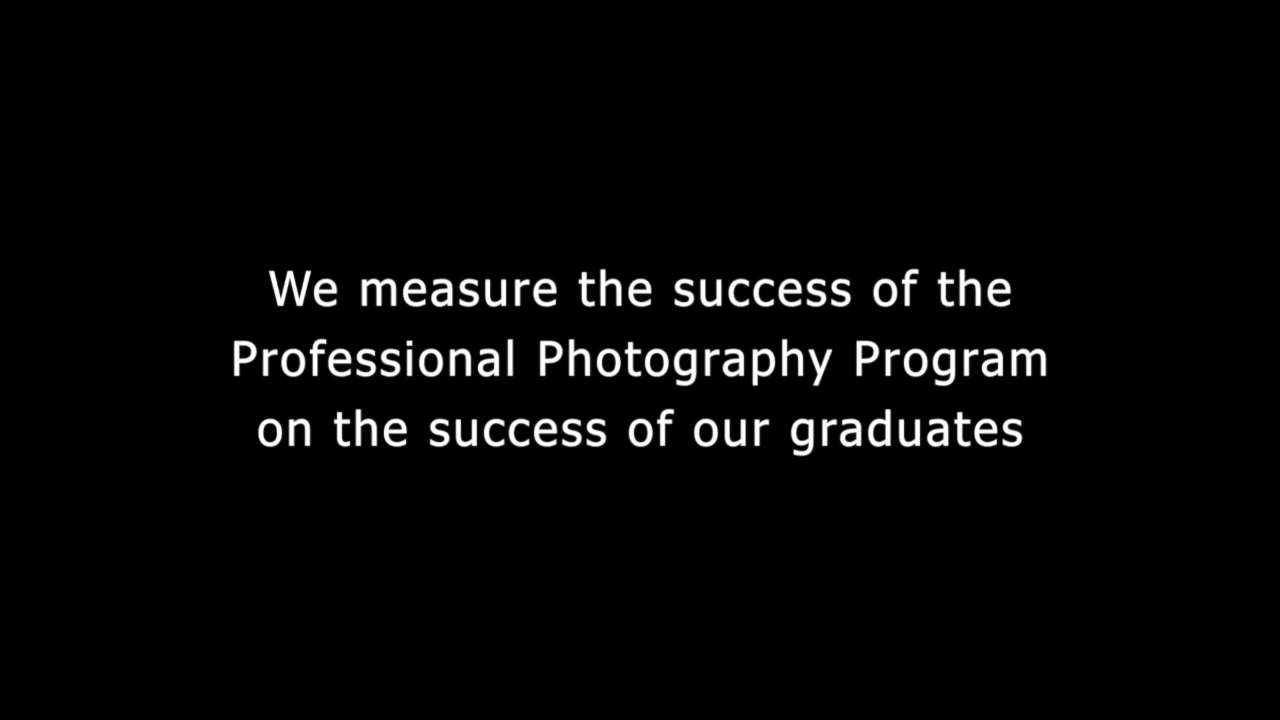 We measure the success of the
Professional Photography Program
on the success of our graduates